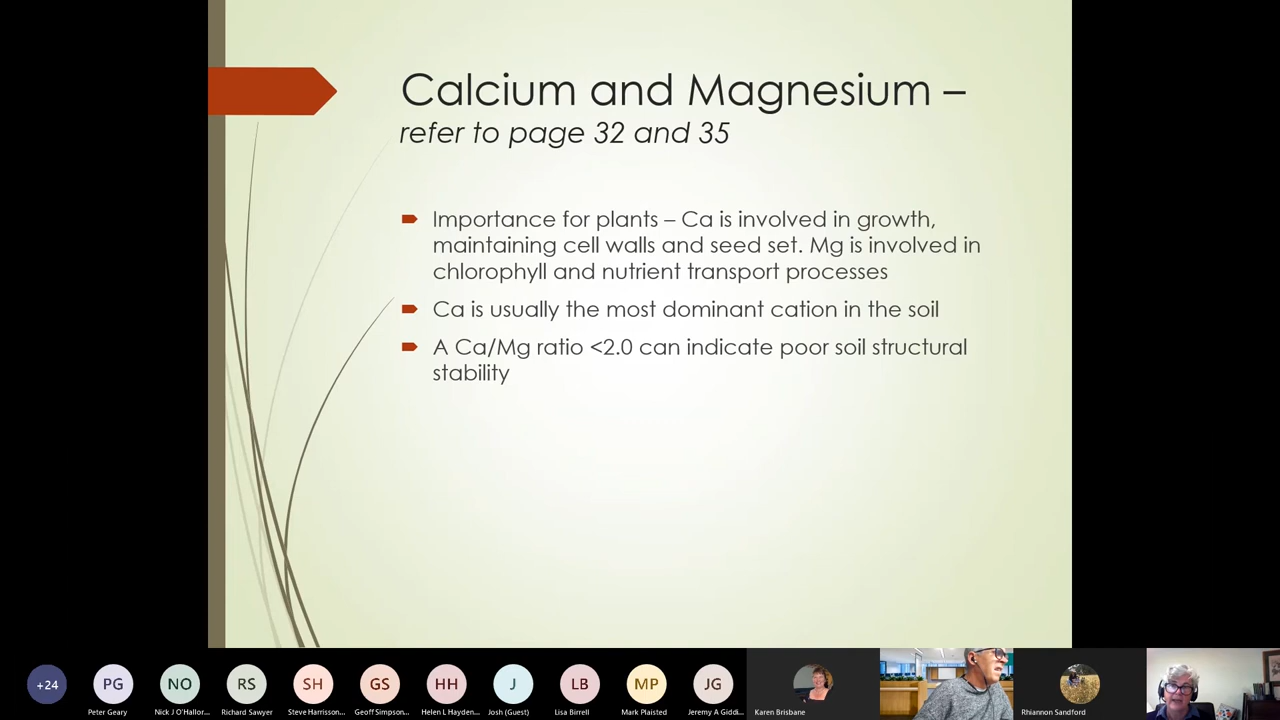 Calcium and Magnesium –
refer to page 32 and 35
Importance for plants – Ca is involved in growth,
maintaining cell walls and seed set. Mg is involved in
chlorophyll and nutrient transport processes
Ca is usually the most dominant cation in the soil
A Ca/Mg ratio <2.0 can indicate poor soil structural
stability
+24
PG
NO
RS
SH
GS
HH
J
LB
MP
JG
Peter Geary
Nick J O'Hallor...
Richard Sawyer
Steve Harrisson...
Geoff Simpson...
Helen L Hayden...
Josh (Guest)
Lisa Birrell
Mark Plaisted
Jeremy A Giddi...
Karen Brisbane
Rhiannon Sandford